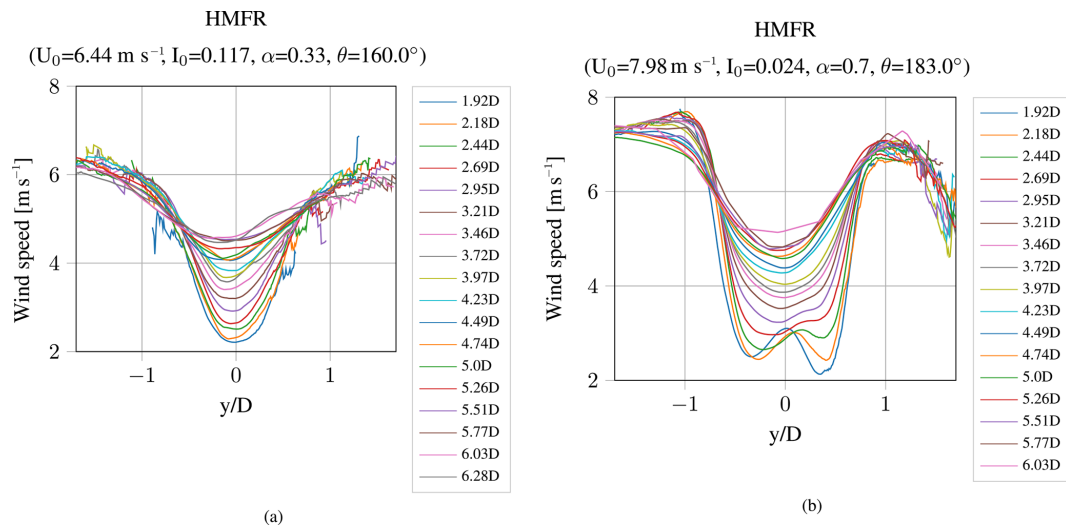 HMFR
(U₀=6.44 m s⁻¹, I₀=0.117, α=0.33, θ=160.0°)
8
6
4
2
Wind speed [m s⁻¹]
−1
0
1
y/D
1.92D
2.18D
2.44D
2.69D
2.95D
3.21D
3.46D
3.72D
3.97D
4.23D
4.49D
4.74D
5.0D
5.26D
5.51D
5.77D
6.03D
6.28D
(a)
HMFR
(U₀=7.98 m s⁻¹, I₀=0.024, α=0.7, θ=183.0°)
8
6
4
2
Wind speed [m s⁻¹]
−1
0
1
y/D
1.92D
2.18D
2.44D
2.69D
2.95D
3.21D
3.46D
3.72D
3.97D
4.23D
4.49D
4.74D
5.0D
5.26D
5.51D
5.77D
6.03D
(b)